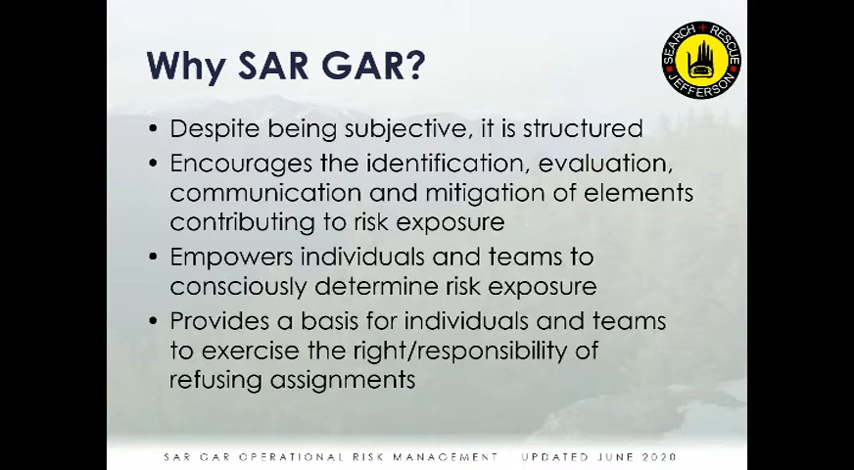 Why SAR GAR?
SEARCH + RESCUE
JEFFERSON
• Despite being subjective, it is structured
• Encourages the identification, evaluation,
communication and mitigation of elements
contributing to risk exposure
• Empowers individuals and teams to
consciously determine risk exposure
• Provides a basis for individuals and teams
to exercise the right/responsibility of
refusing assignments
SAR GAR OPERATIONAL RISK MANAGEMENT UPDATED JUNE 2020